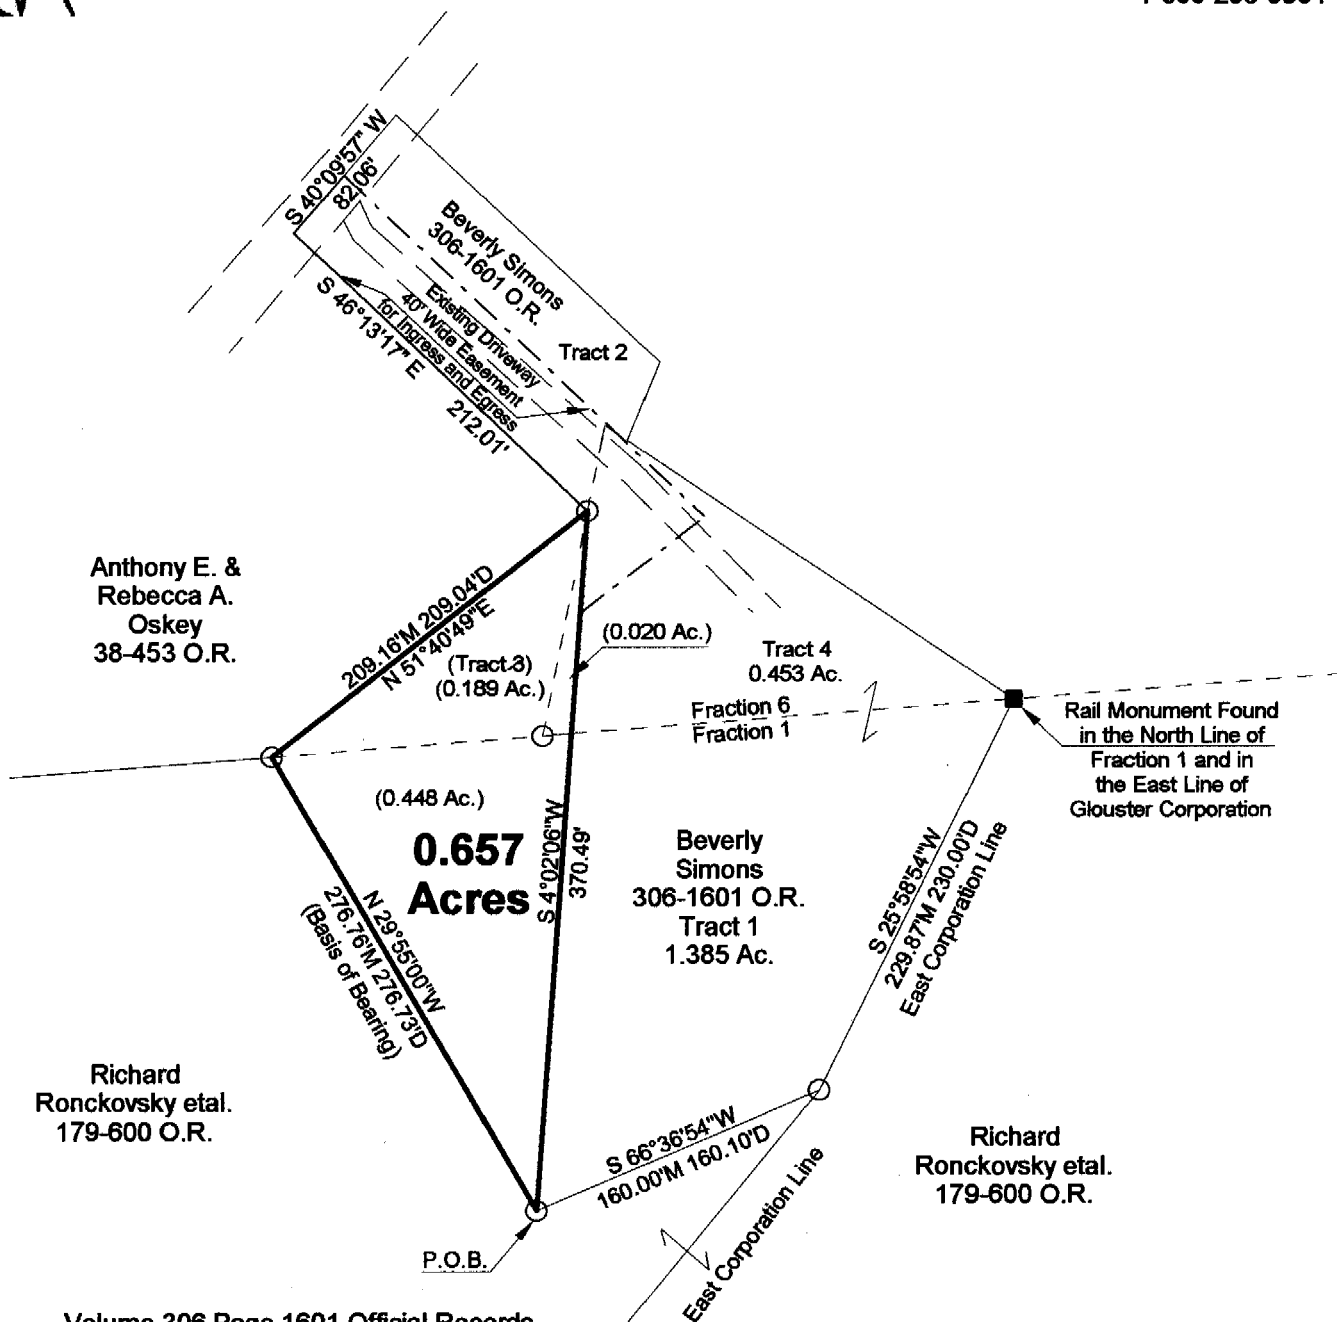 S 40°09'57" W
82.06'
Beverly Simons
306-1601 O.R.
Existing Driveway
40' Wide Easement
for Ingress and Egress
S 46°13'17" E
212.01'
Tract 2
Anthony E. &
Rebecca A.
Oskey
38-453 O.R.
209.16'M 209.04'D
N 51°40'49"E
(Tract 3)
(0.189 Ac.)
(0.020 Ac.)
Tract 4
0.453 Ac.
Fraction 6
Fraction 1
Rail Monument Found
in the North Line of
Fraction 1 and in
the East Line of
Glouster Corporation
(0.448 Ac.)
0.657
Acres
S 4°02'06"W
370.49'
Beverly
Simons
306-1601 O.R.
Tract 1
1.385 Ac.
S 25°58'54"W
229.87'M 230.00'D
East Corporation Line
N 29°55'00"W
276.76'M 276.73'D
(Basis of Bearing)
Richard
Ronckovsky etal.
179-600 O.R.
S 66°36'54"W
160.00'M 160.10'D
Richard
Ronckovsky etal.
179-600 O.R.
East Corporation Line
P.O.B.
Volume 306 Page 1601 Official Records